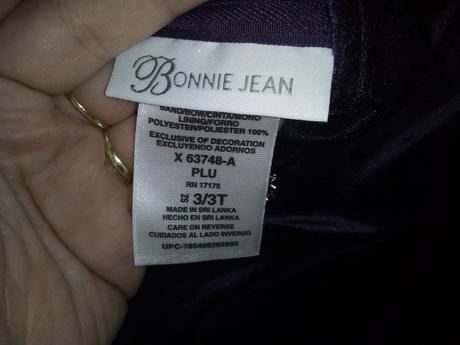 BONNIE JEAN
BAND/BOW/CINTA/MONO
LINING/FORRO
POLYESTER/POLIESTER 100%
EXCLUSIVE OF DECORATION
EXCLUYENDO ADORNOS
X 63748-A
PLU
RN 17175
SZ 3/3T
MADE IN SRI LANKA
HECHO EN SRI LANKA
CARE ON REVERSE
CUIDADOS AL LADO INVERSO